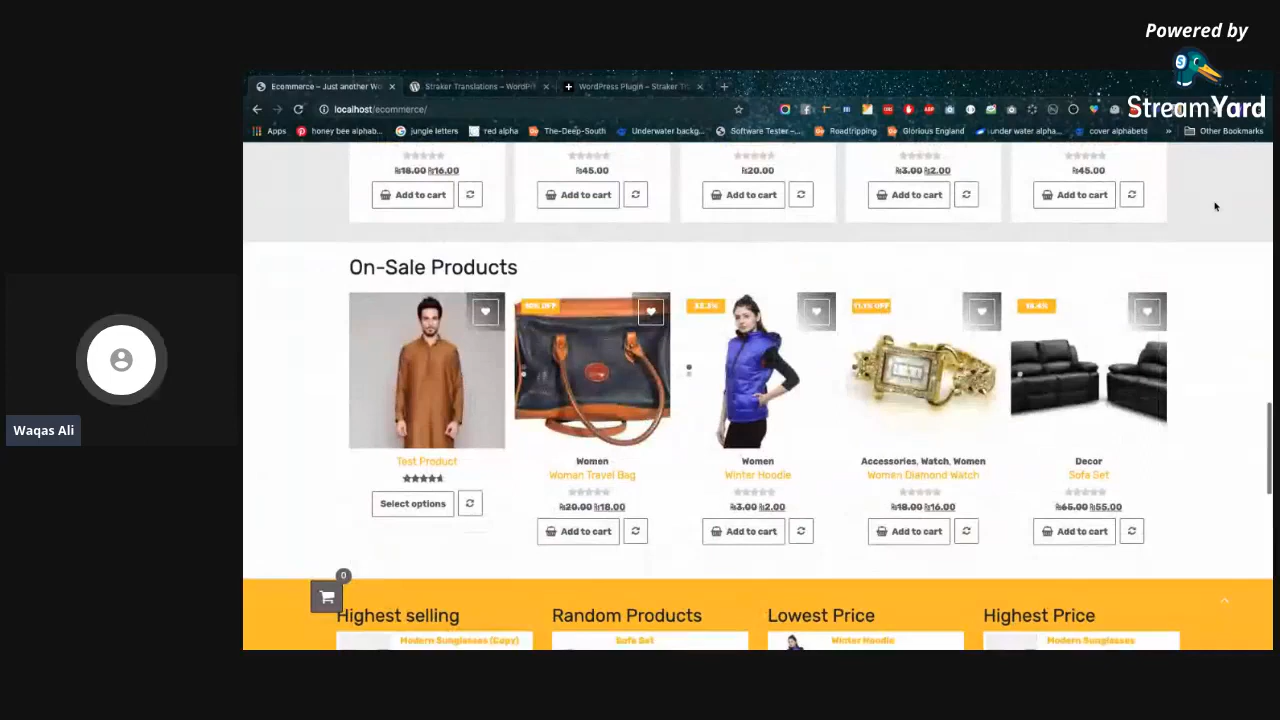 Powered by
StreamYard
Ecommerce – Just another Wo
Straker Translations – WordPr
WordPress Plugin – Straker Tr
localhost/ecommerce/
Apps honey bee alphab... jungle letters red alpha The-Deep-South Underwater backg... Software Tester –... Roadtripping Glorious England under water alpha... cover alphabets » Other Bookmarks
₨18.00 ₨16.00 ₨45.00 ₨20.00 ₨3.00 ₨2.00 ₨45.00
Add to cart Add to cart Add to cart Add to cart Add to cart
On-Sale Products
10% OFF 11.1% OFF
Women Women Accessories, Watch, Women Decor
Test Product Woman Travel Bag Winter Hoodie Women Diamond Watch Sofa Set
₨20.00 ₨18.00 ₨3.00 ₨2.00 ₨18.00 ₨16.00 ₨65.00 ₨55.00
Select options Add to cart Add to cart Add to cart Add to cart
0
Highest selling Random Products Lowest Price Highest Price
Modern Sunglasses (Copy) Sofa Set Winter Hoodie Modern Sunglasses
Waqas Ali